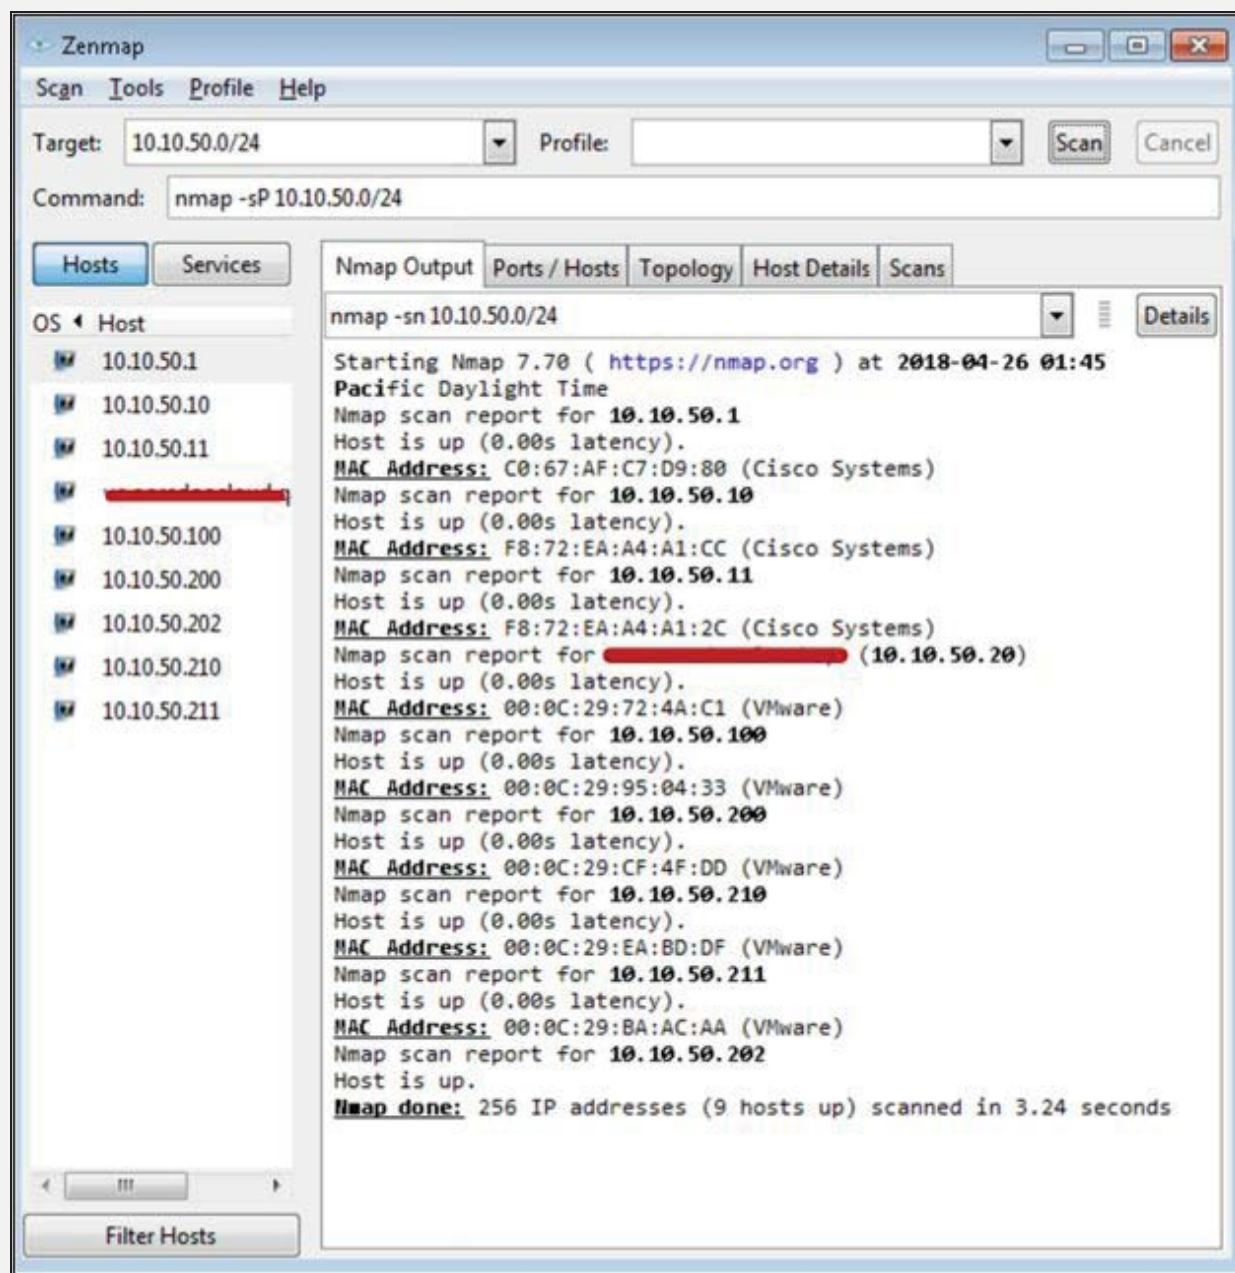 Zenmap
Scan Tools Profile Help
Target: 10.10.50.0/24 Profile: Scan Cancel
Command: nmap -sP 10.10.50.0/24
Hosts Services
Nmap Output Ports / Hosts Topology Host Details Scans
OS Host
10.10.50.1
10.10.50.10
10.10.50.11
10.10.50.100
10.10.50.200
10.10.50.202
10.10.50.210
10.10.50.211
Filter Hosts
nmap -sn 10.10.50.0/24 Details
Starting Nmap 7.70 ( https://nmap.org ) at 2018-04-26 01:45
Pacific Daylight Time
Nmap scan report for 10.10.50.1
Host is up (0.00s latency).
MAC Address: C0:67:AF:C7:D9:80 (Cisco Systems)
Nmap scan report for 10.10.50.10
Host is up (0.00s latency).
MAC Address: F8:72:EA:A4:A1:CC (Cisco Systems)
Nmap scan report for 10.10.50.11
Host is up (0.00s latency).
MAC Address: F8:72:EA:A4:A1:2C (Cisco Systems)
Nmap scan report for (10.10.50.20)
Host is up (0.00s latency).
MAC Address: 00:0C:29:72:4A:C1 (VMware)
Nmap scan report for 10.10.50.100
Host is up (0.00s latency).
MAC Address: 00:0C:29:95:04:33 (VMware)
Nmap scan report for 10.10.50.200
Host is up (0.00s latency).
MAC Address: 00:0C:29:CF:4F:DD (VMware)
Nmap scan report for 10.10.50.210
Host is up (0.00s latency).
MAC Address: 00:0C:29:EA:BD:DF (VMware)
Nmap scan report for 10.10.50.211
Host is up (0.00s latency).
MAC Address: 00:0C:29:BA:AC:AA (VMware)
Nmap scan report for 10.10.50.202
Host is up.
Nmap done: 256 IP addresses (9 hosts up) scanned in 3.24 seconds